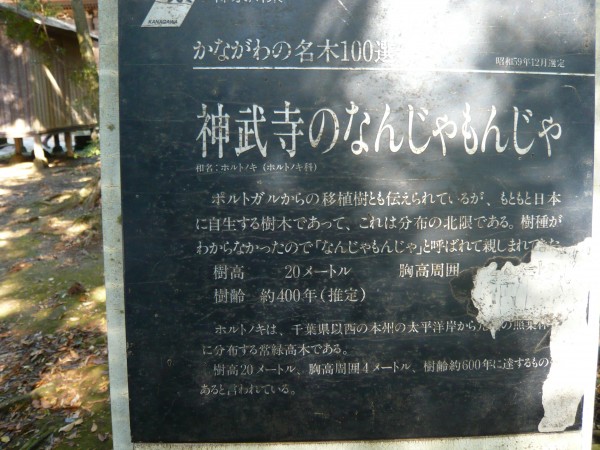 KANAGAWA
かながわの名木100選
昭和59年12月選定
神武寺のなんじゃもんじゃ
和名:ホルトノキ(ホルトノキ科)
ポルトガルからの移植樹とも伝えられているが、もともと日本
に自生する樹木であって、これは分布の北限である。樹種が
わからなかったので「なんじゃもんじゃ」と呼ばれて親しまれ
樹高 20メートル 胸高周囲
樹齢 約400年(推定)
ホルトノキは、千葉県以西の本州の太平洋岸から
に分布する常緑高木である。
樹高20メートル、胸高周囲4メートル、樹齢約600年に達するもの
あると言われている。